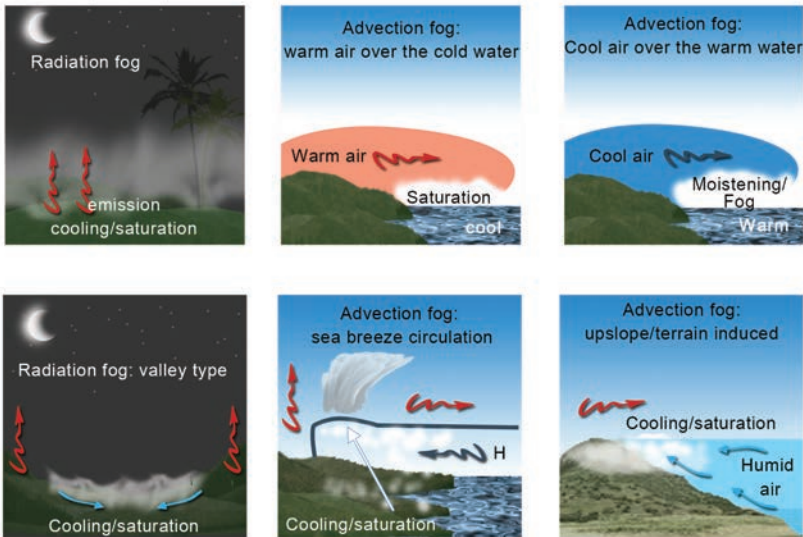 Radiation fog
emission
cooling/saturation
Advection fog:
warm air over the cold water
Warm air
Saturation
cool
Advection fog:
Cool air over the warm water
Cool air
Moistening/
Fog
Warm
Radiation fog: valley type
Cooling/saturation
Advection fog:
sea breeze circulation
H
Cooling/saturation
Advection fog:
upslope/terrain induced
Cooling/saturation
Humid
air